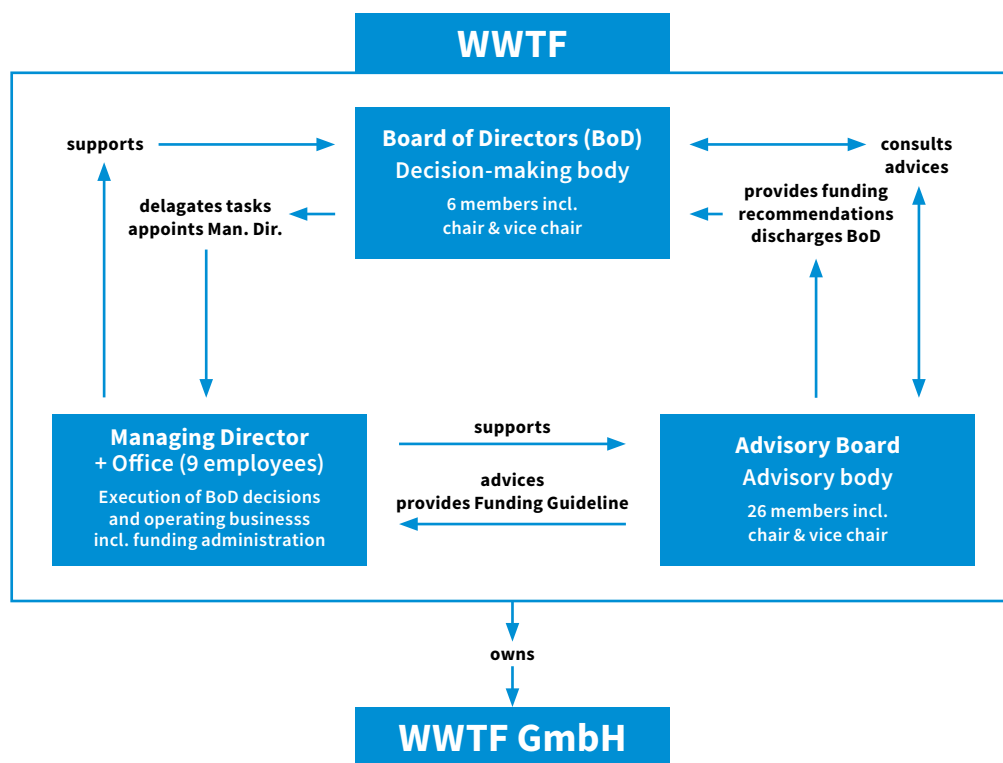 WWTF
Board of Directors (BoD)
Decision-making body
6 members incl.
chair & vice chair
supports
delagates tasks
appoints Man. Dir.
consults
advices
provides funding
recommendations
discharges BoD
Managing Director
+ Office (9 employees)
Execution of BoD decisions
and operating businesss
incl. funding administration
supports
advices
provides Funding Guideline
Advisory Board
Advisory body
26 members incl.
chair & vice chair
owns
WWTF GmbH